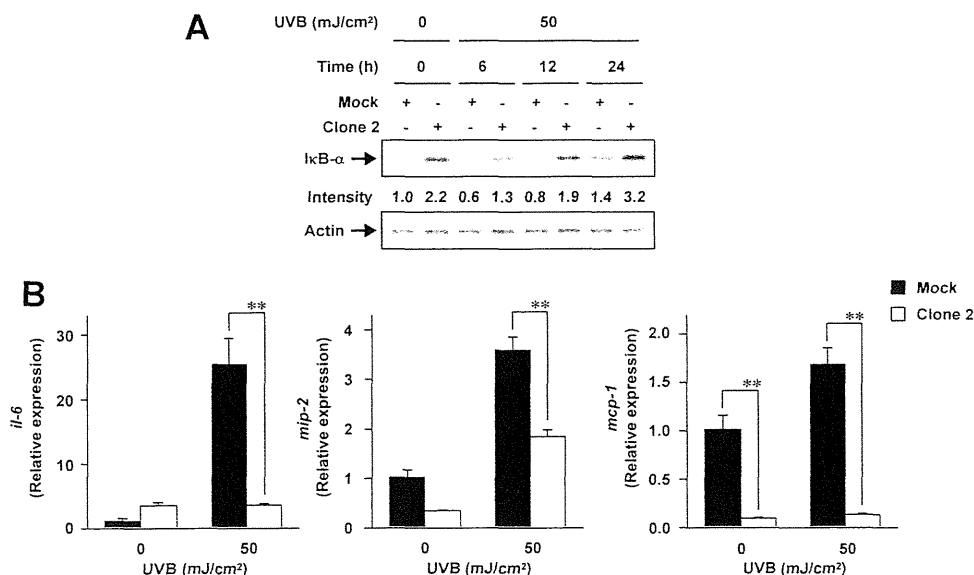 A
UVB (mJ/cm²) 0 50
Time (h) 0 6 12 24
Mock + - + - + - + -
Clone 2 - + - + - + - +
IκB-α
Intensity 1.0 2.2 0.6 1.3 0.8 1.9 1.4 3.2
Actin
B
Mock
Clone 2
il-6
(Relative expression)
30
20
10
0
**
0 50
UVB (mJ/cm²)
mip-2
(Relative expression)
4
3
2
1
0
**
0 50
UVB (mJ/cm²)
mcp-1
(Relative expression)
2.0
1.5
1.0
0.5
0.0
**
**
0 50
UVB (mJ/cm²)